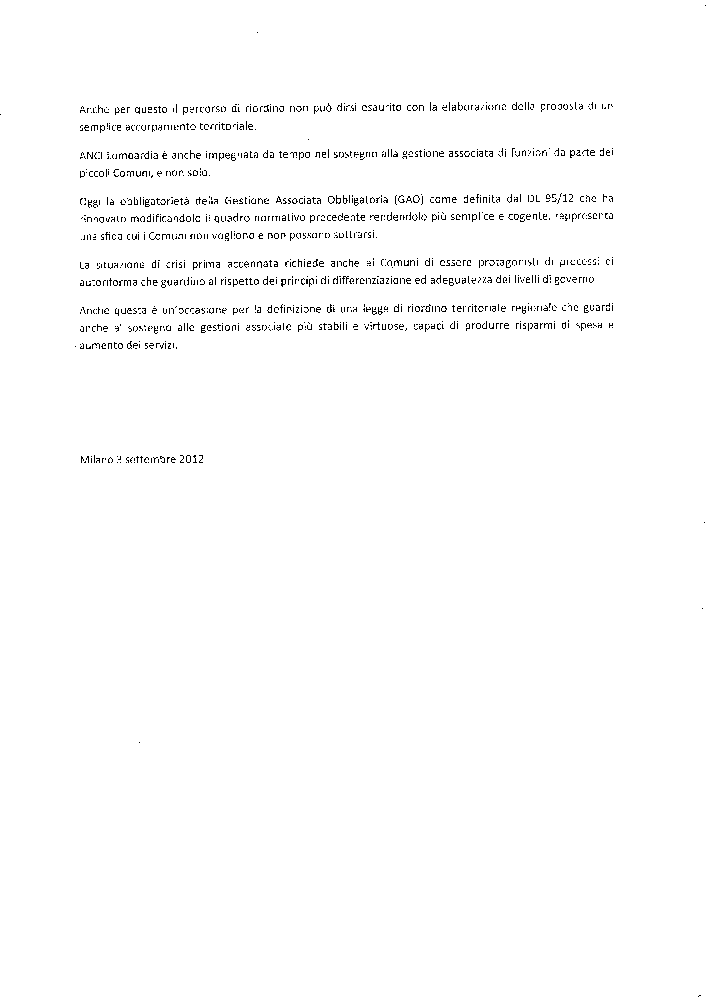 Anche per questo il percorso di riordino non può dirsi esaurito con la elaborazione della proposta di un
semplice accorpamento territoriale.
ANCI Lombardia è anche impegnata da tempo nel sostegno alla gestione associata di funzioni da parte dei
piccoli Comuni, e non solo.
Oggi la obbligatorietà della Gestione Associata Obbligatoria (GAO) come definita dal DL 95/12 che ha
rinnovato modificandolo il quadro normativo precedente rendendolo più semplice e cogente, rappresenta
una sfida cui i Comuni non vogliono e non possono sottrarsi.
La situazione di crisi prima accennata richiede anche ai Comuni di essere protagonisti di processi di
autoriforma che guardino al rispetto dei principi di differenziazione ed adeguatezza dei livelli di governo.
Anche questa è un'occasione per la definizione di una legge di riordino territoriale regionale che guardi
anche al sostegno alle gestioni associate più stabili e virtuose, capaci di produrre risparmi di spesa e
aumento dei servizi.
Milano 3 settembre 2012